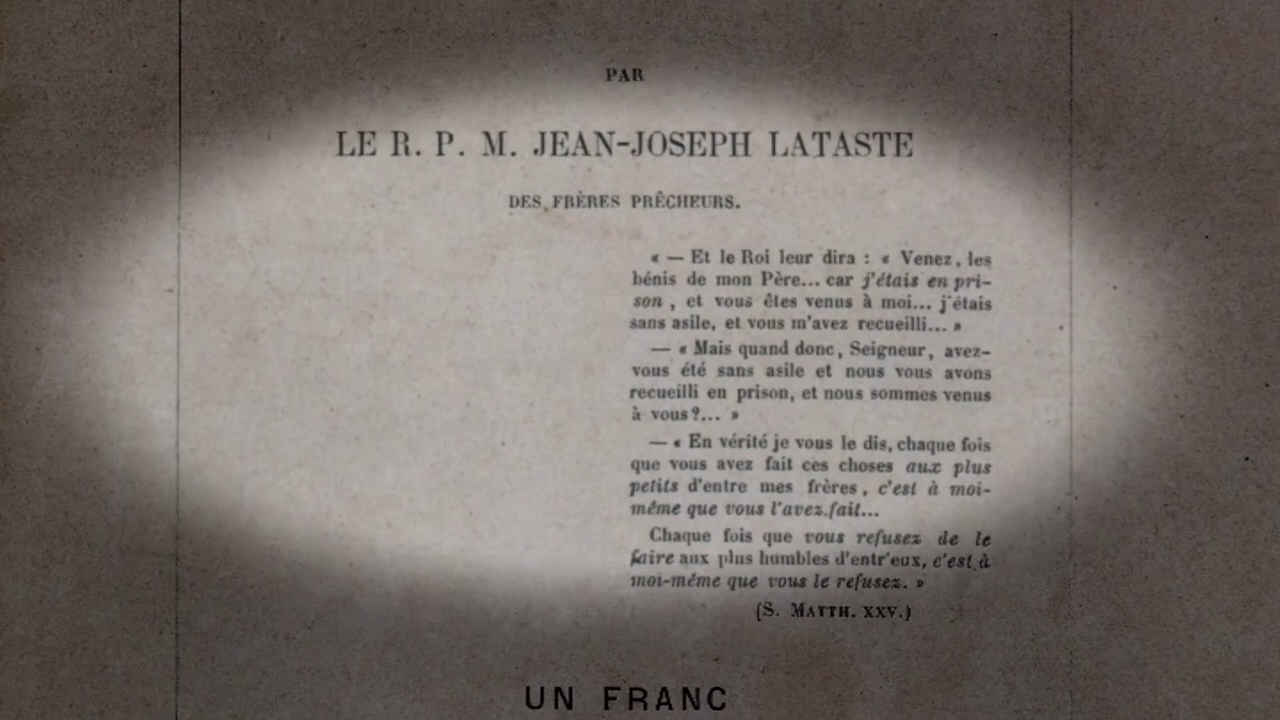 PAR
LE R. P. M. JEAN-JOSEPH LATASTE
DES FRÈRES PRÊCHEURS.
« — Et le Roi leur dira : « Venez, les
bénis de mon Père... car j'étais en pri-
son , et vous êtes venus à moi... j'étais
sans asile, et vous m'avez recueilli... »
— « Mais quand donc, Seigneur, avez-
vous été sans asile et nous vous avons
recueilli en prison, et nous sommes venus
à vous ?... »
— « En vérité je vous le dis, chaque fois
que vous avez fait ces choses aux plus
petits d'entre mes frères, c'est à moi-
même que vous l'avez fait...
Chaque fois que vous refusez de le
faire aux plus humbles d'entr'eux, c'est à
moi-même que vous le refusez. »
(S. MATTH. XXV.)
UN FRANC